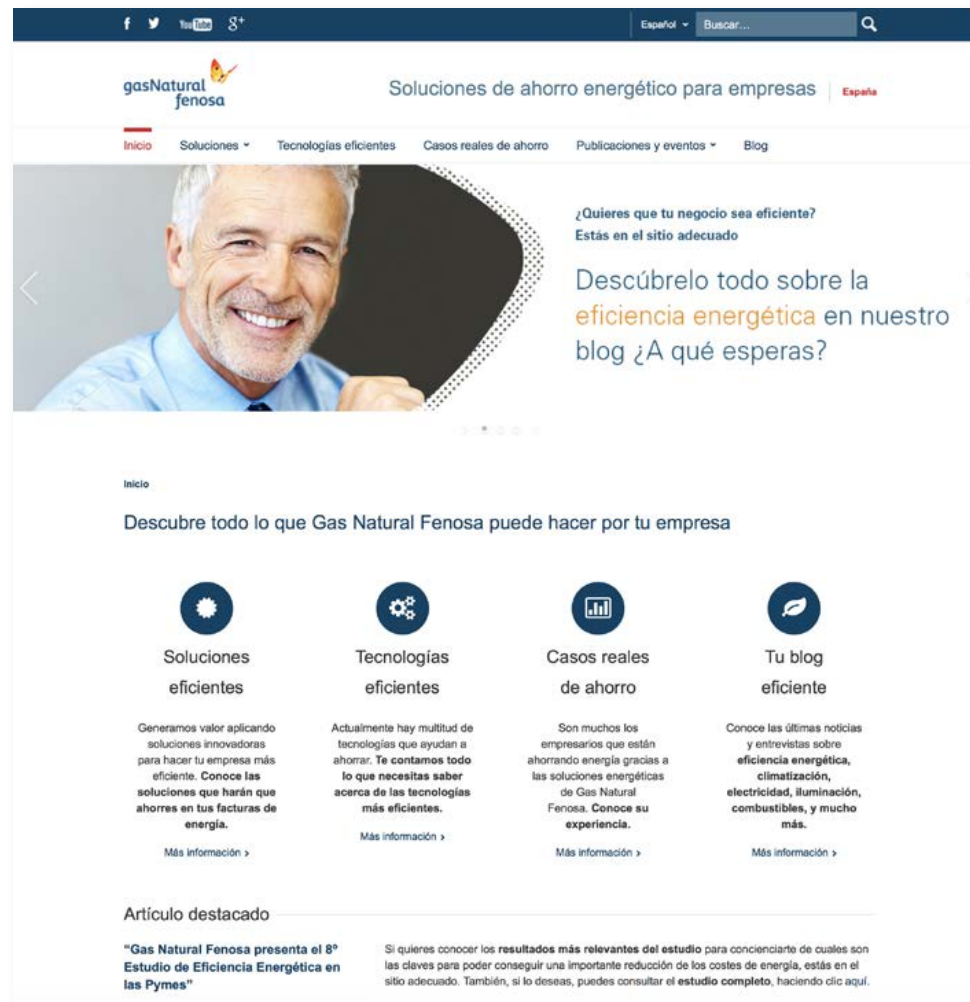 f YouTube g+
Español Buscar...
gasNatural
fenosa
Soluciones de ahorro energético para empresas España
Inicio Soluciones Tecnologías eficientes Casos reales de ahorro Publicaciones y eventos Blog
¿Quieres que tu negocio sea eficiente?
Estás en el sitio adecuado
Descúbrelo todo sobre la
eficiencia energética en nuestro
blog ¿A qué esperas?
Inicio
Descubre todo lo que Gas Natural Fenosa puede hacer por tu empresa
Soluciones
eficientes
Generamos valor aplicando
soluciones innovadoras
para hacer tu empresa más
eficiente. Conoce las
soluciones que harán que
ahorres en tus facturas de
energía.
Más información >
Tecnologías
eficientes
Actualmente hay multitud de
tecnologías que ayudan a
ahorrar. Te contamos todo
lo que necesitas saber
acerca de las tecnologías
más eficientes.
Más información >
Casos reales
de ahorro
Son muchos los
empresarios que están
ahorrando energía gracias a
las soluciones energéticas
de Gas Natural
Fenosa. Conoce su
experiencia.
Más información >
Tu blog
eficiente
Conoce las últimas noticias
y entrevistas sobre
eficiencia energética,
climatización,
electricidad, iluminación,
combustibles, y mucho
más.
Más información >
Artículo destacado
“Gas Natural Fenosa presenta el 8º
Estudio de Eficiencia Energética en
las Pymes”
Si quieres conocer los resultados más relevantes del estudio para concienciarte de cuales son
las claves para poder conseguir una importante reducción de los costes de energía, estás en el
sitio adecuado. También, si lo deseas, puedes consultar el estudio completo, haciendo clic aquí.